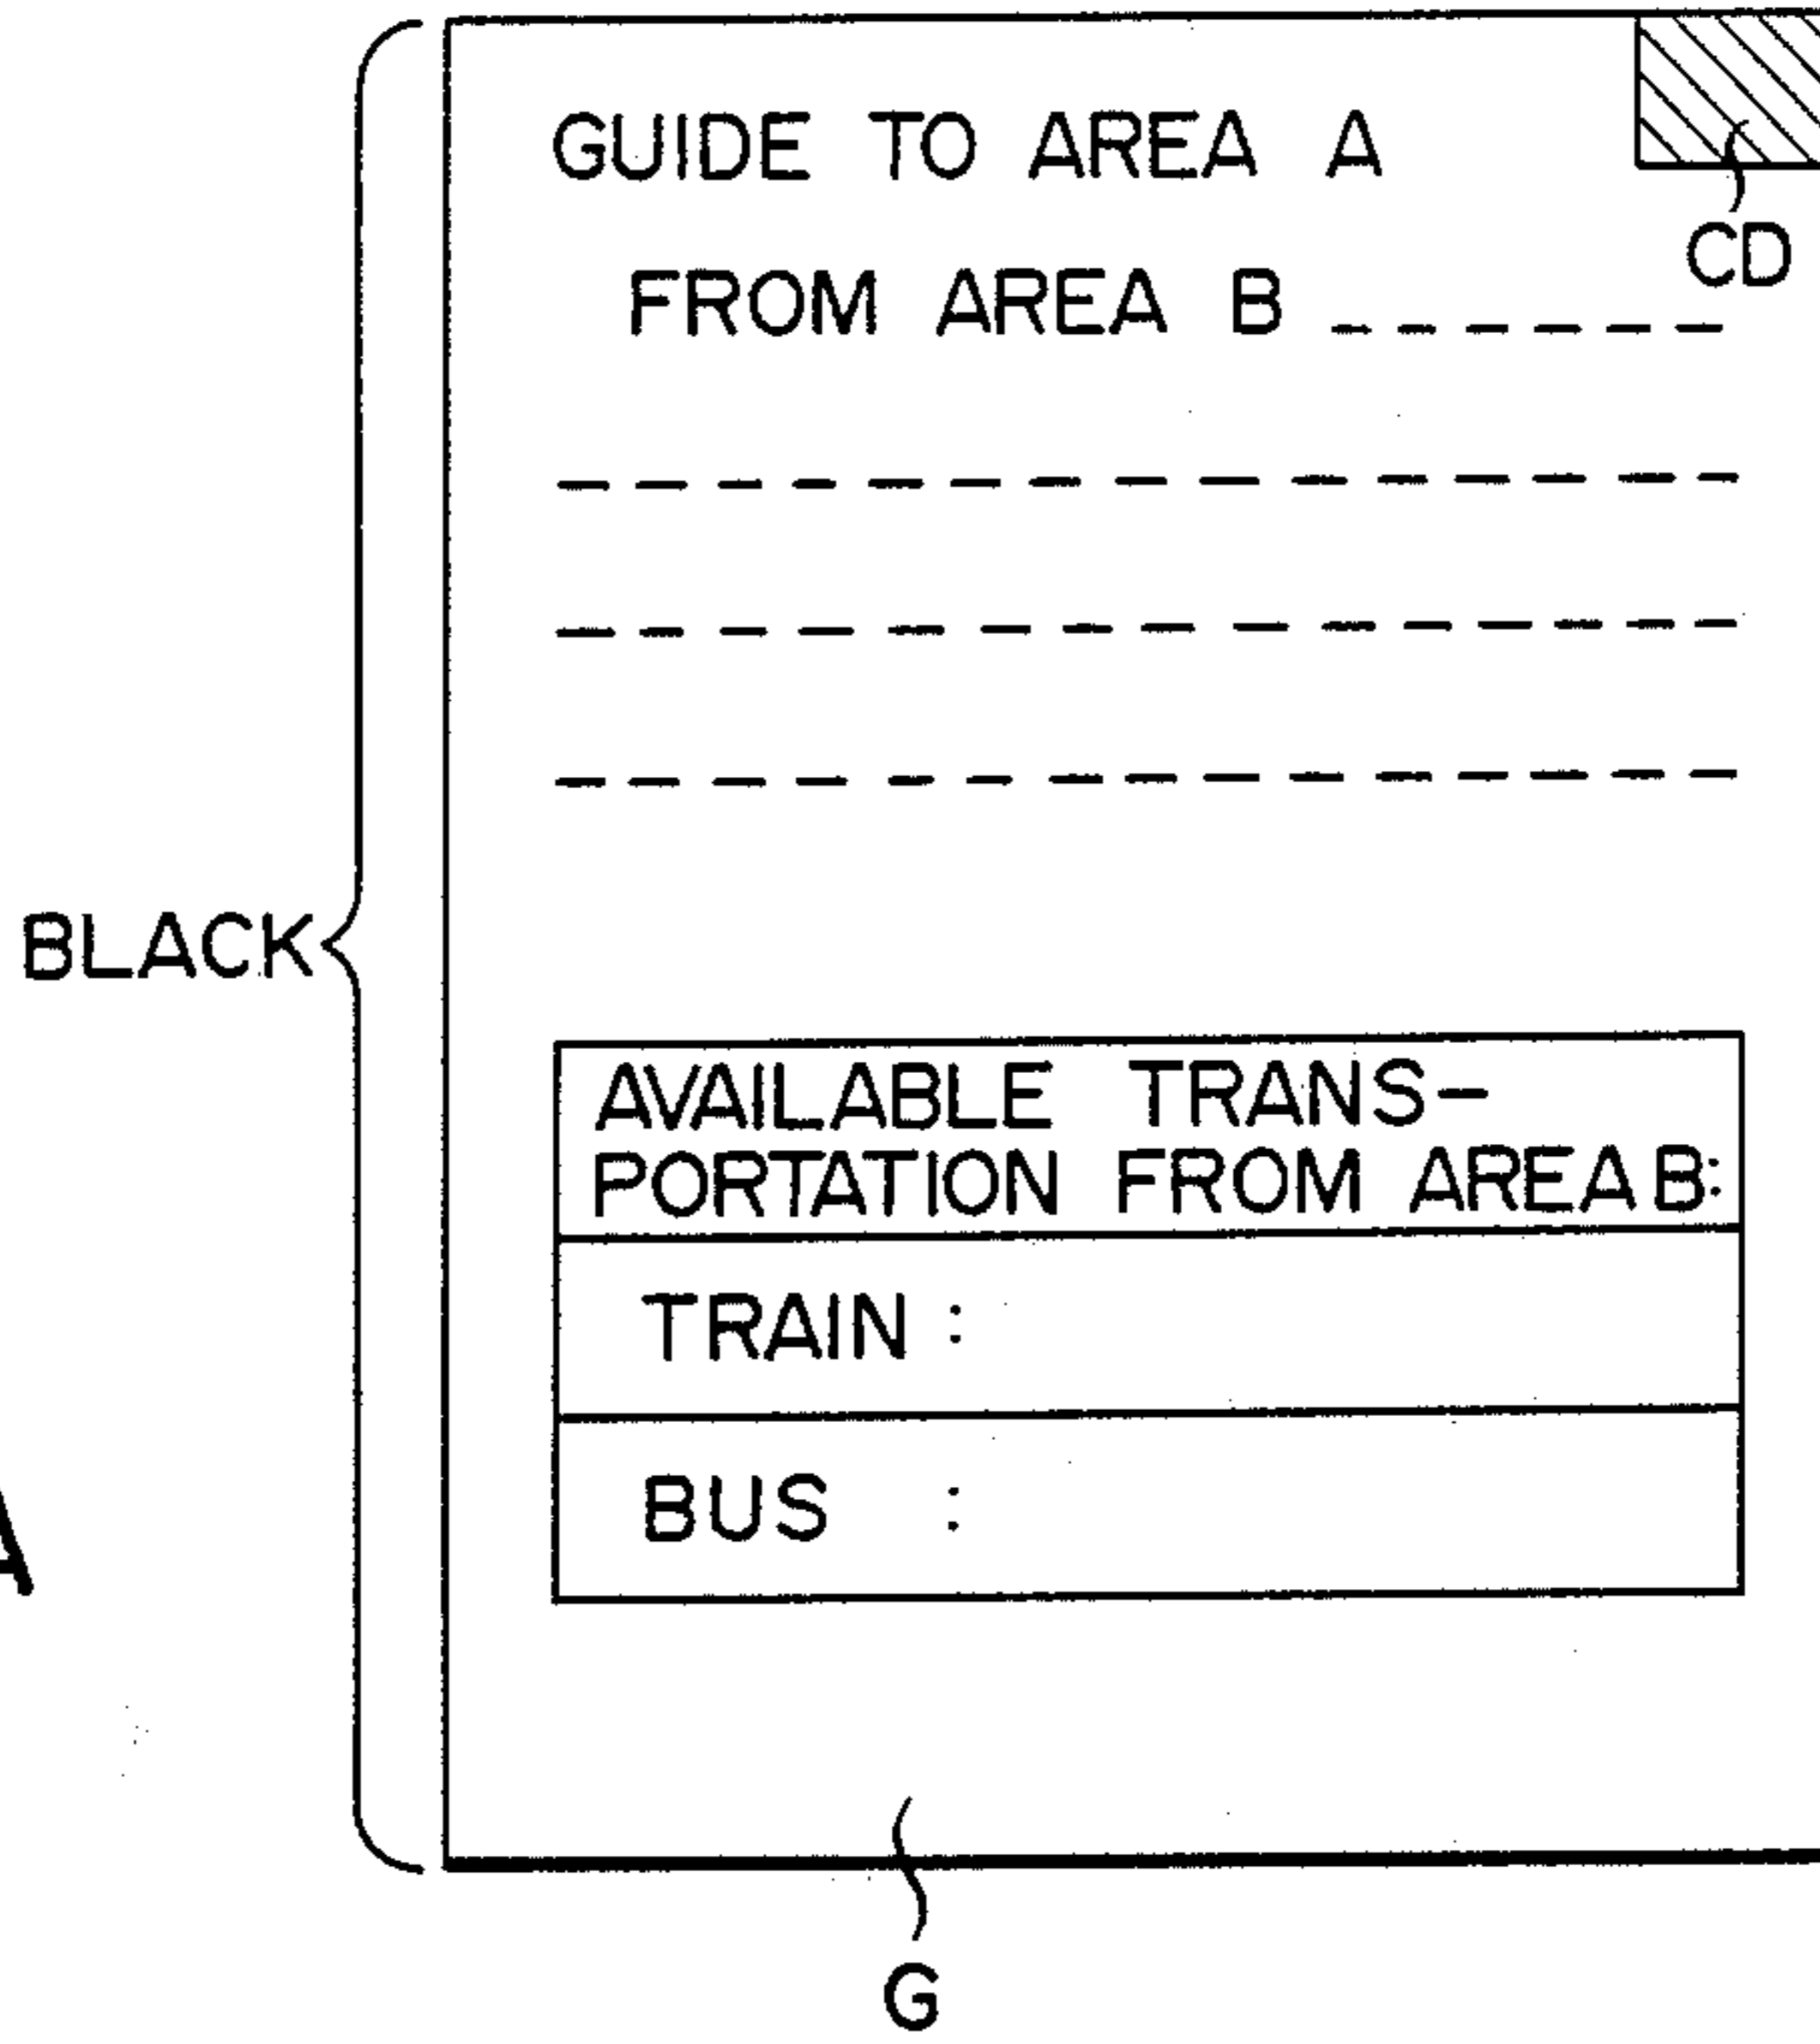 GUIDE TO AREA A
CD
FROM AREA B
BLACK
AVAILABLE TRANS-
PORTATION FROM AREA B:
TRAIN :
BUS :
A
G